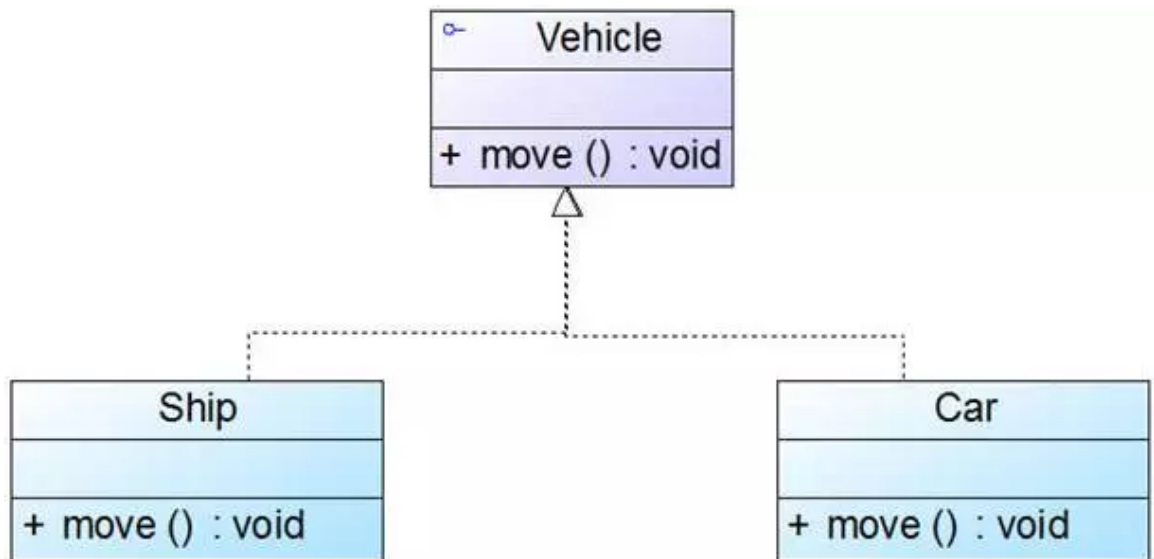 Vehicle
+ move () : void
Ship
+ move () : void
Car
+ move () : void